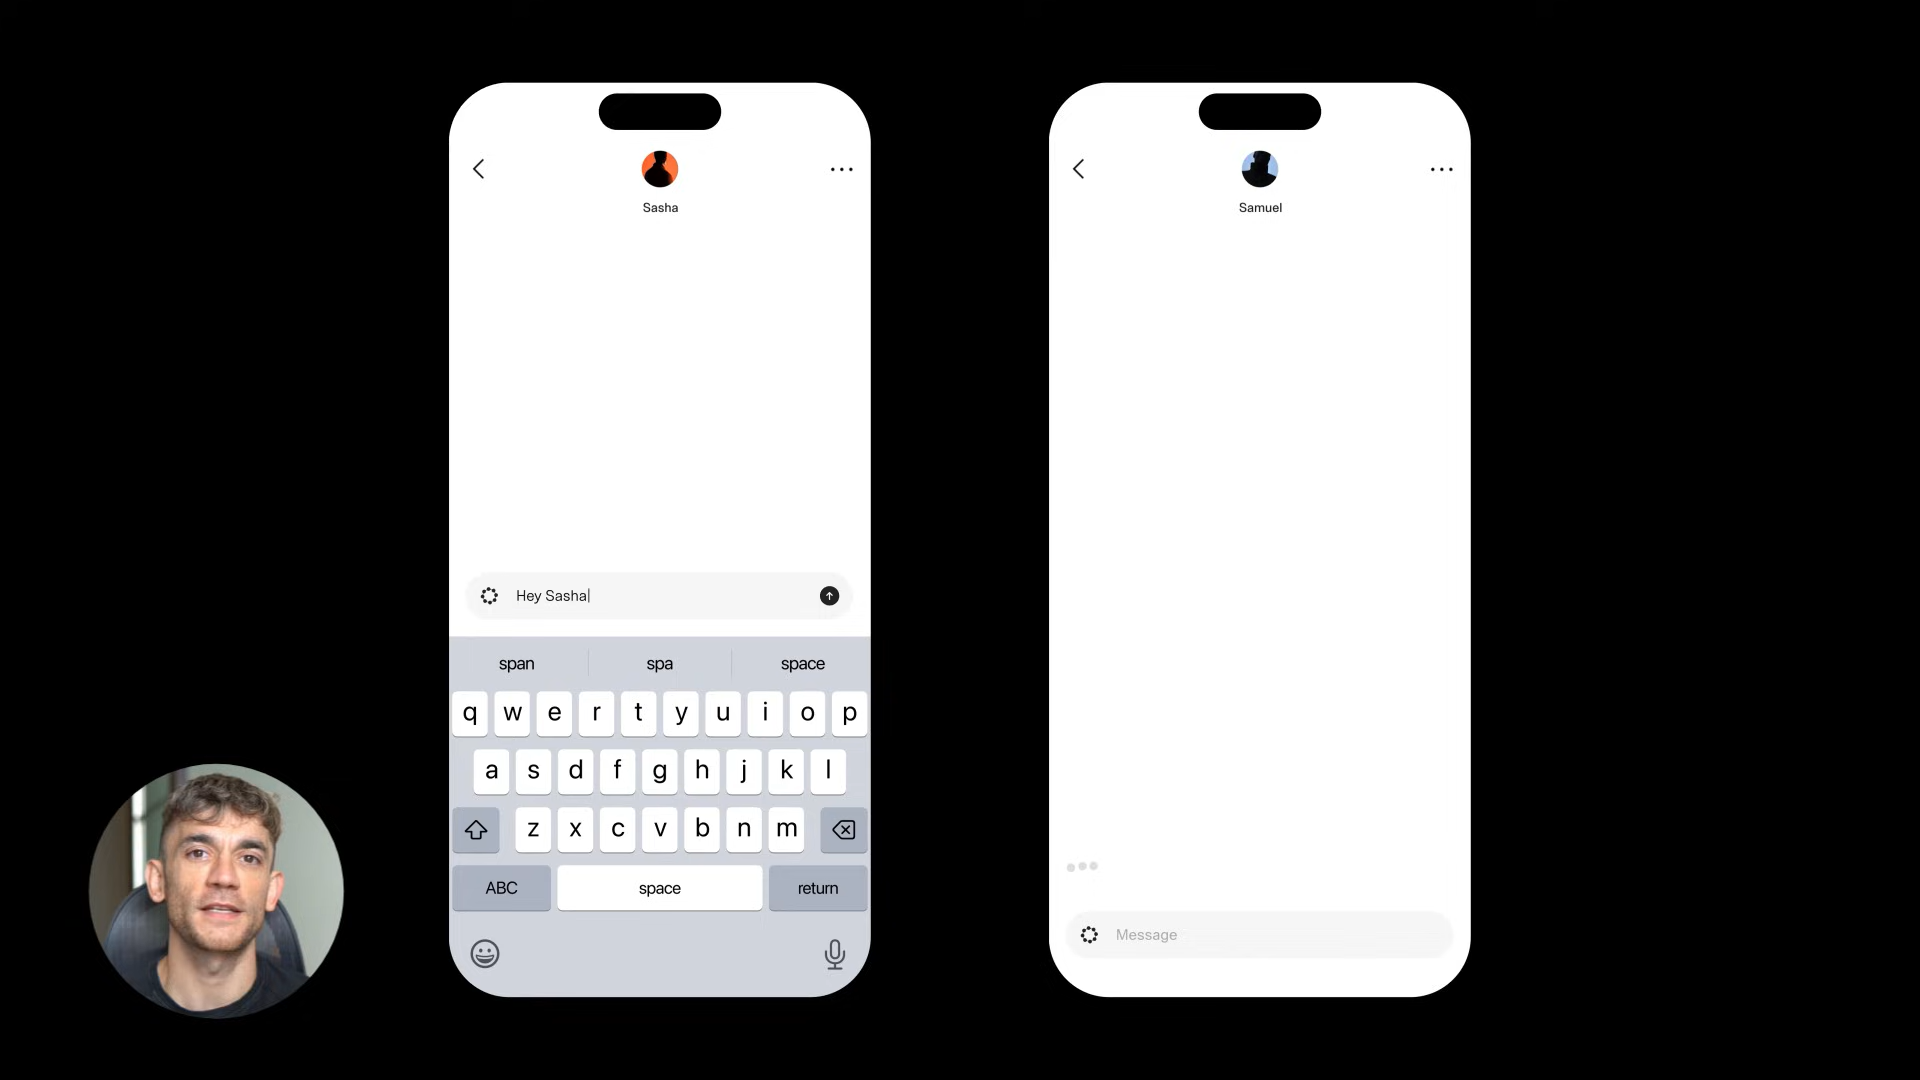 Sasha
Hey Sasha
span spa space
q w e r t y u i o p
a s d f g h j k l
z x c v b n m
ABC space return
Samuel
Message